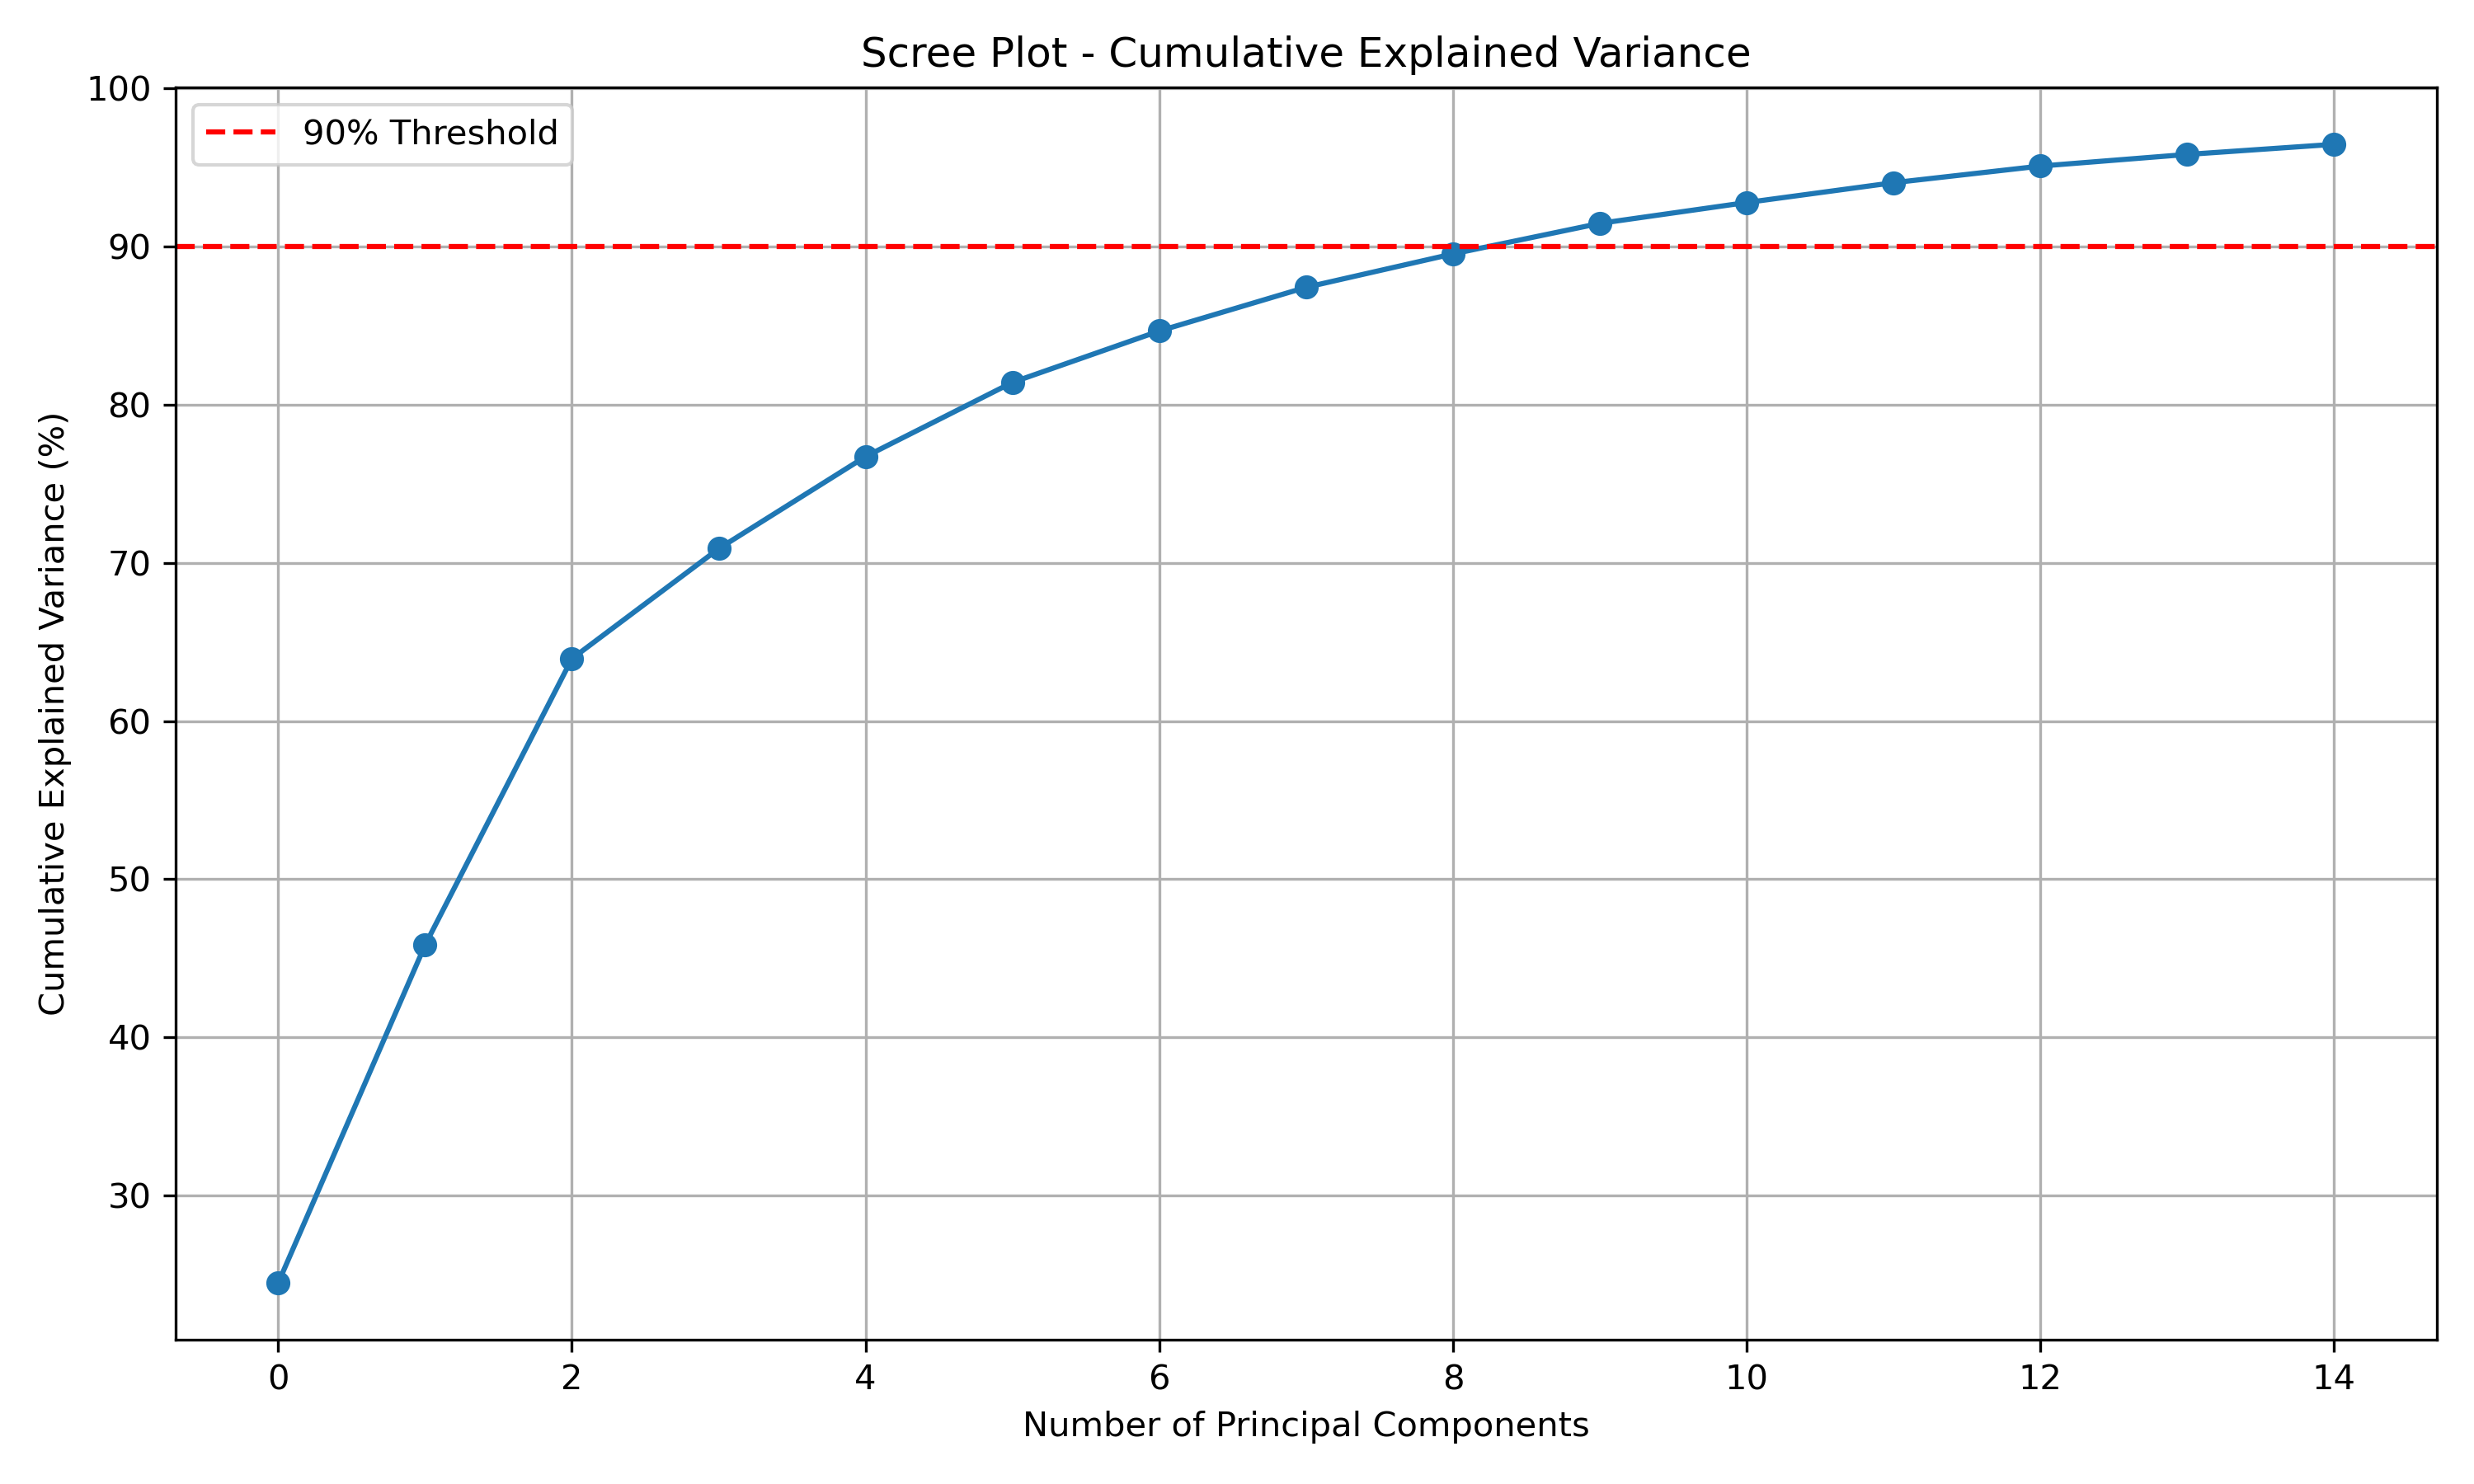 Scree Plot - Cumulative Explained Variance
90% Threshold
Cumulative Explained Variance (%)
100
90
80
70
60
50
40
30
0 2 4 6 8 10 12 14
Number of Principal Components